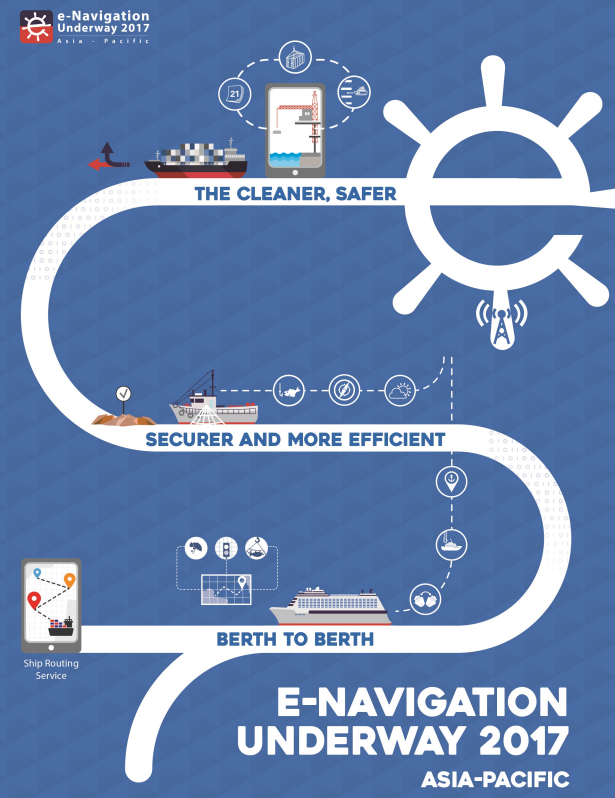 e-Navigation
Underway 2017
Asia - Pacific
21
THE CLEANER, SAFER
SECURER AND MORE EFFICIENT
BERTH TO BERTH
Ship Routing
Service
E-NAVIGATION
UNDERWAY 2017
ASIA-PACIFIC